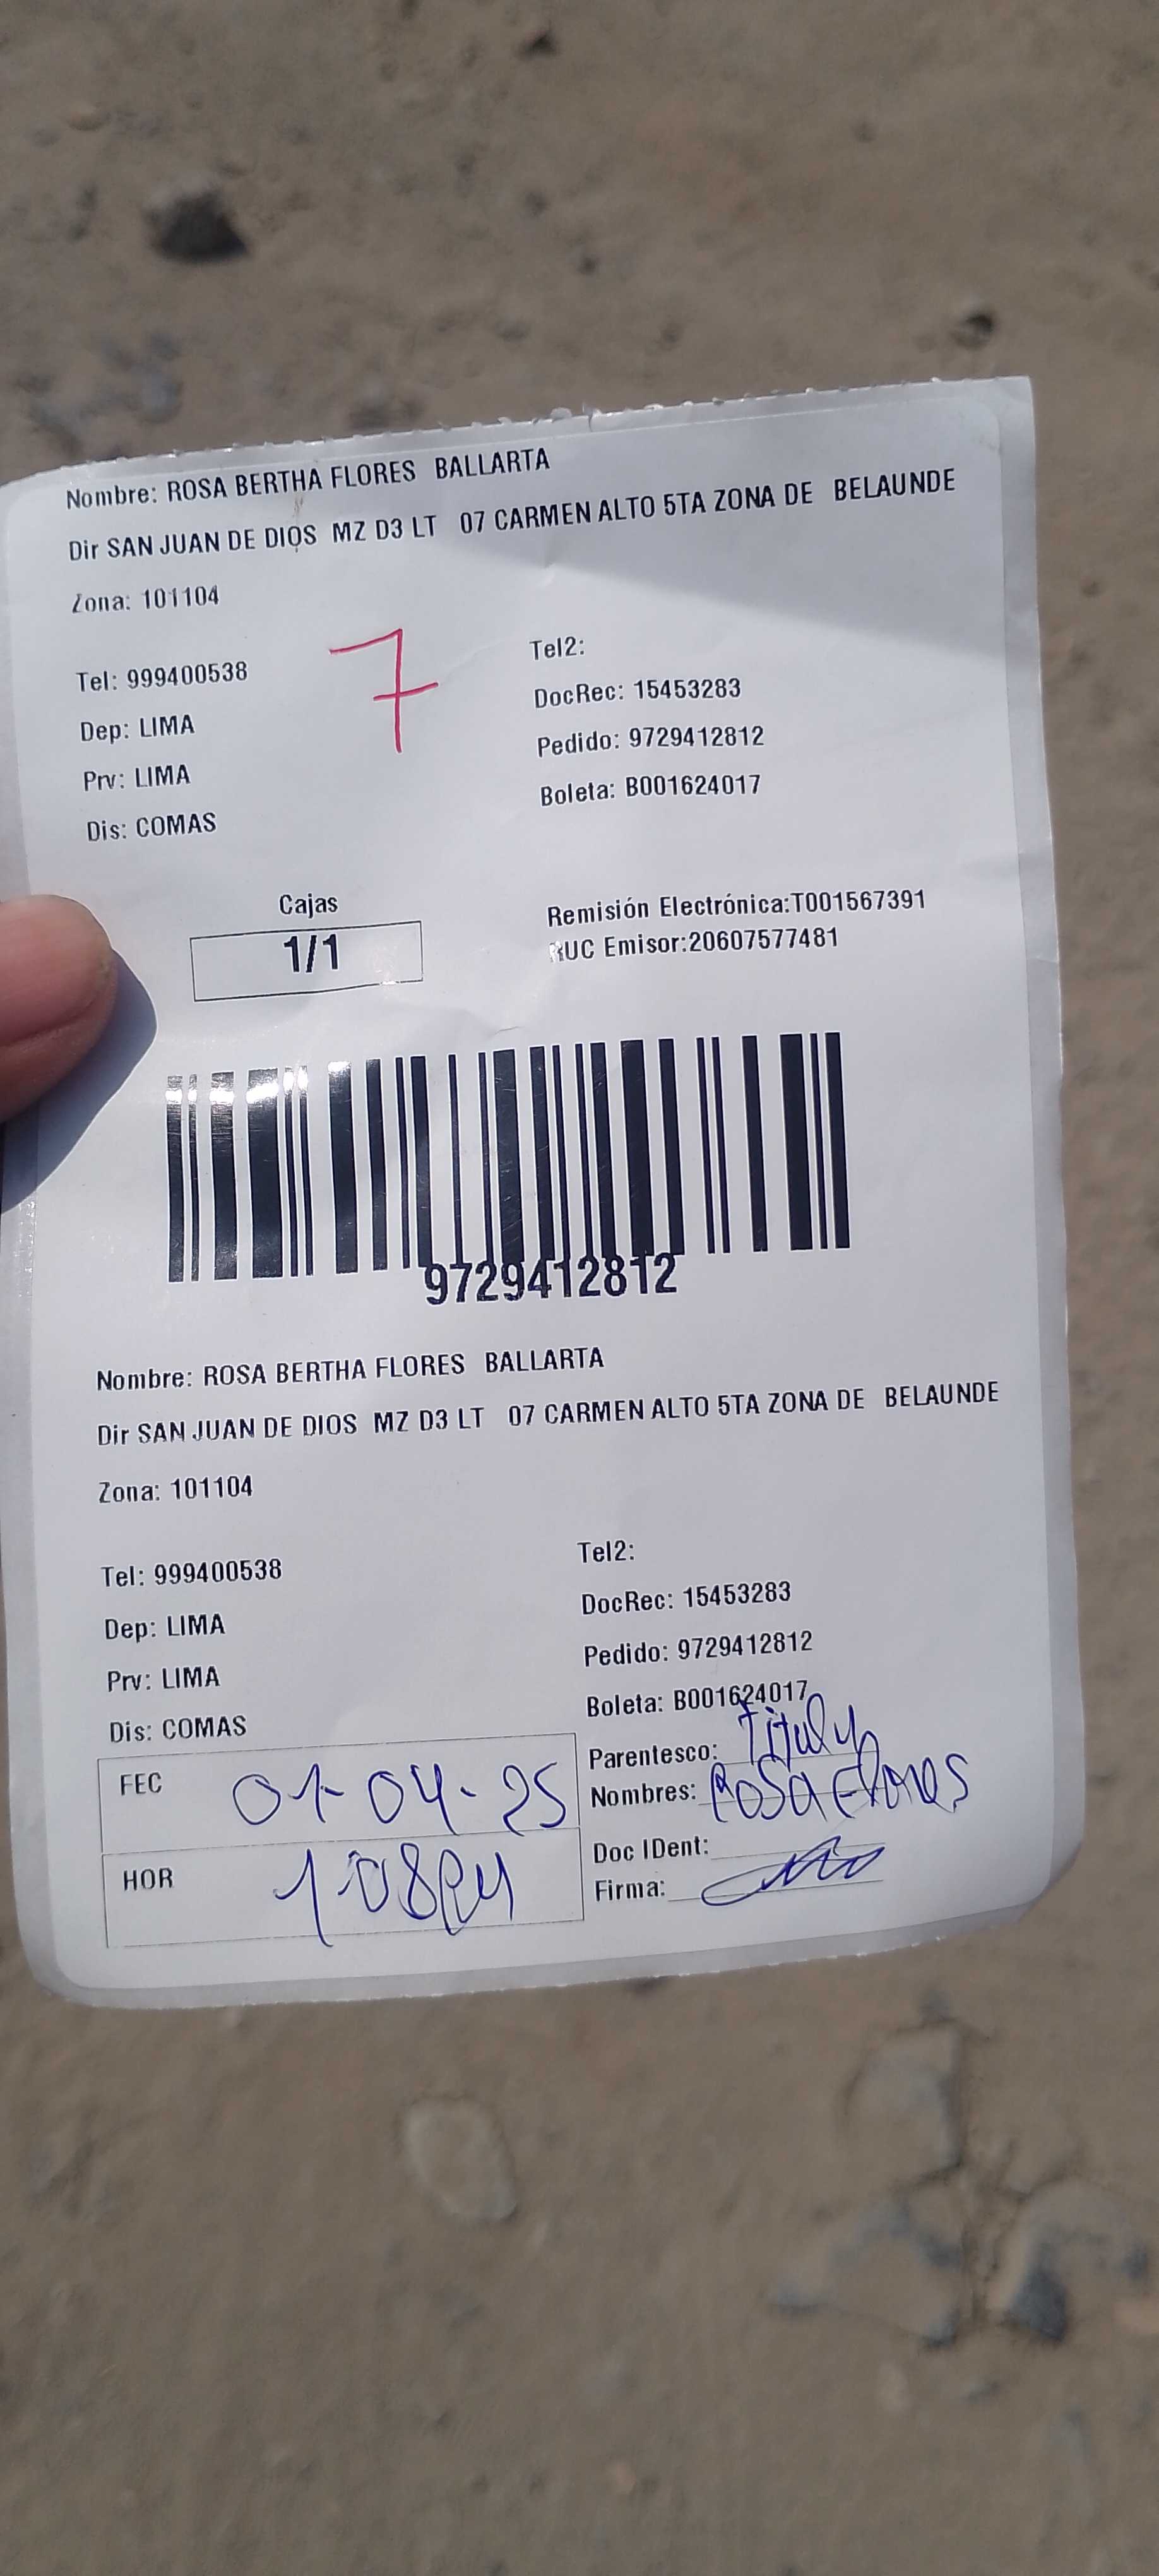 Nombre: ROSA BERTHA FLORES BALLARTA
Dir SAN JUAN DE DIOS MZ D3 LT 07 CARMEN ALTO 5TA ZONA DE BELAUNDE
Zona: 101104
7
Tel: 999400538
Tel2:
Dep: LIMA
DocRec: 15453283
Prv: LIMA
Pedido: 9729412812
Dis: COMAS
Boleta: B001624017
Cajas
1/1
Remisión Electrónica:T001567391
RUC Emisor:20607577481
9729412812
Nombre: ROSA BERTHA FLORES BALLARTA
Dir SAN JUAN DE DIOS MZ D3 LT 07 CARMEN ALTO 5TA ZONA DE BELAUNDE
Zona: 101104
Tel: 999400538
Tel2:
Dep: LIMA
DocRec: 15453283
Prv: LIMA
Pedido: 9729412812
Dis: COMAS
Boleta: B001624017
FEC 01-04-25
Parentesco: Titular
Nombres: Rosa Flores
HOR 1:08PM
Doc IDent:
Firma: